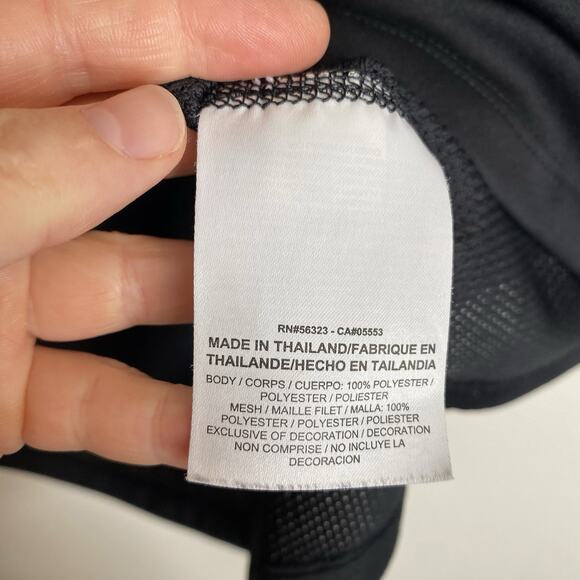 RN#56323 - CA#05553
MADE IN THAILAND/FABRIQUE EN
THAILANDE/HECHO EN TAILANDIA
BODY / CORPS / CUERPO: 100% POLYESTER /
POLYESTER / POLIESTER
MESH / MAILLE FILET / MALLA: 100%
POLYESTER / POLYESTER / POLIESTER
EXCLUSIVE OF DECORATION / DECORATION
NON COMPRISE / NO INCLUYE LA
DECORACION